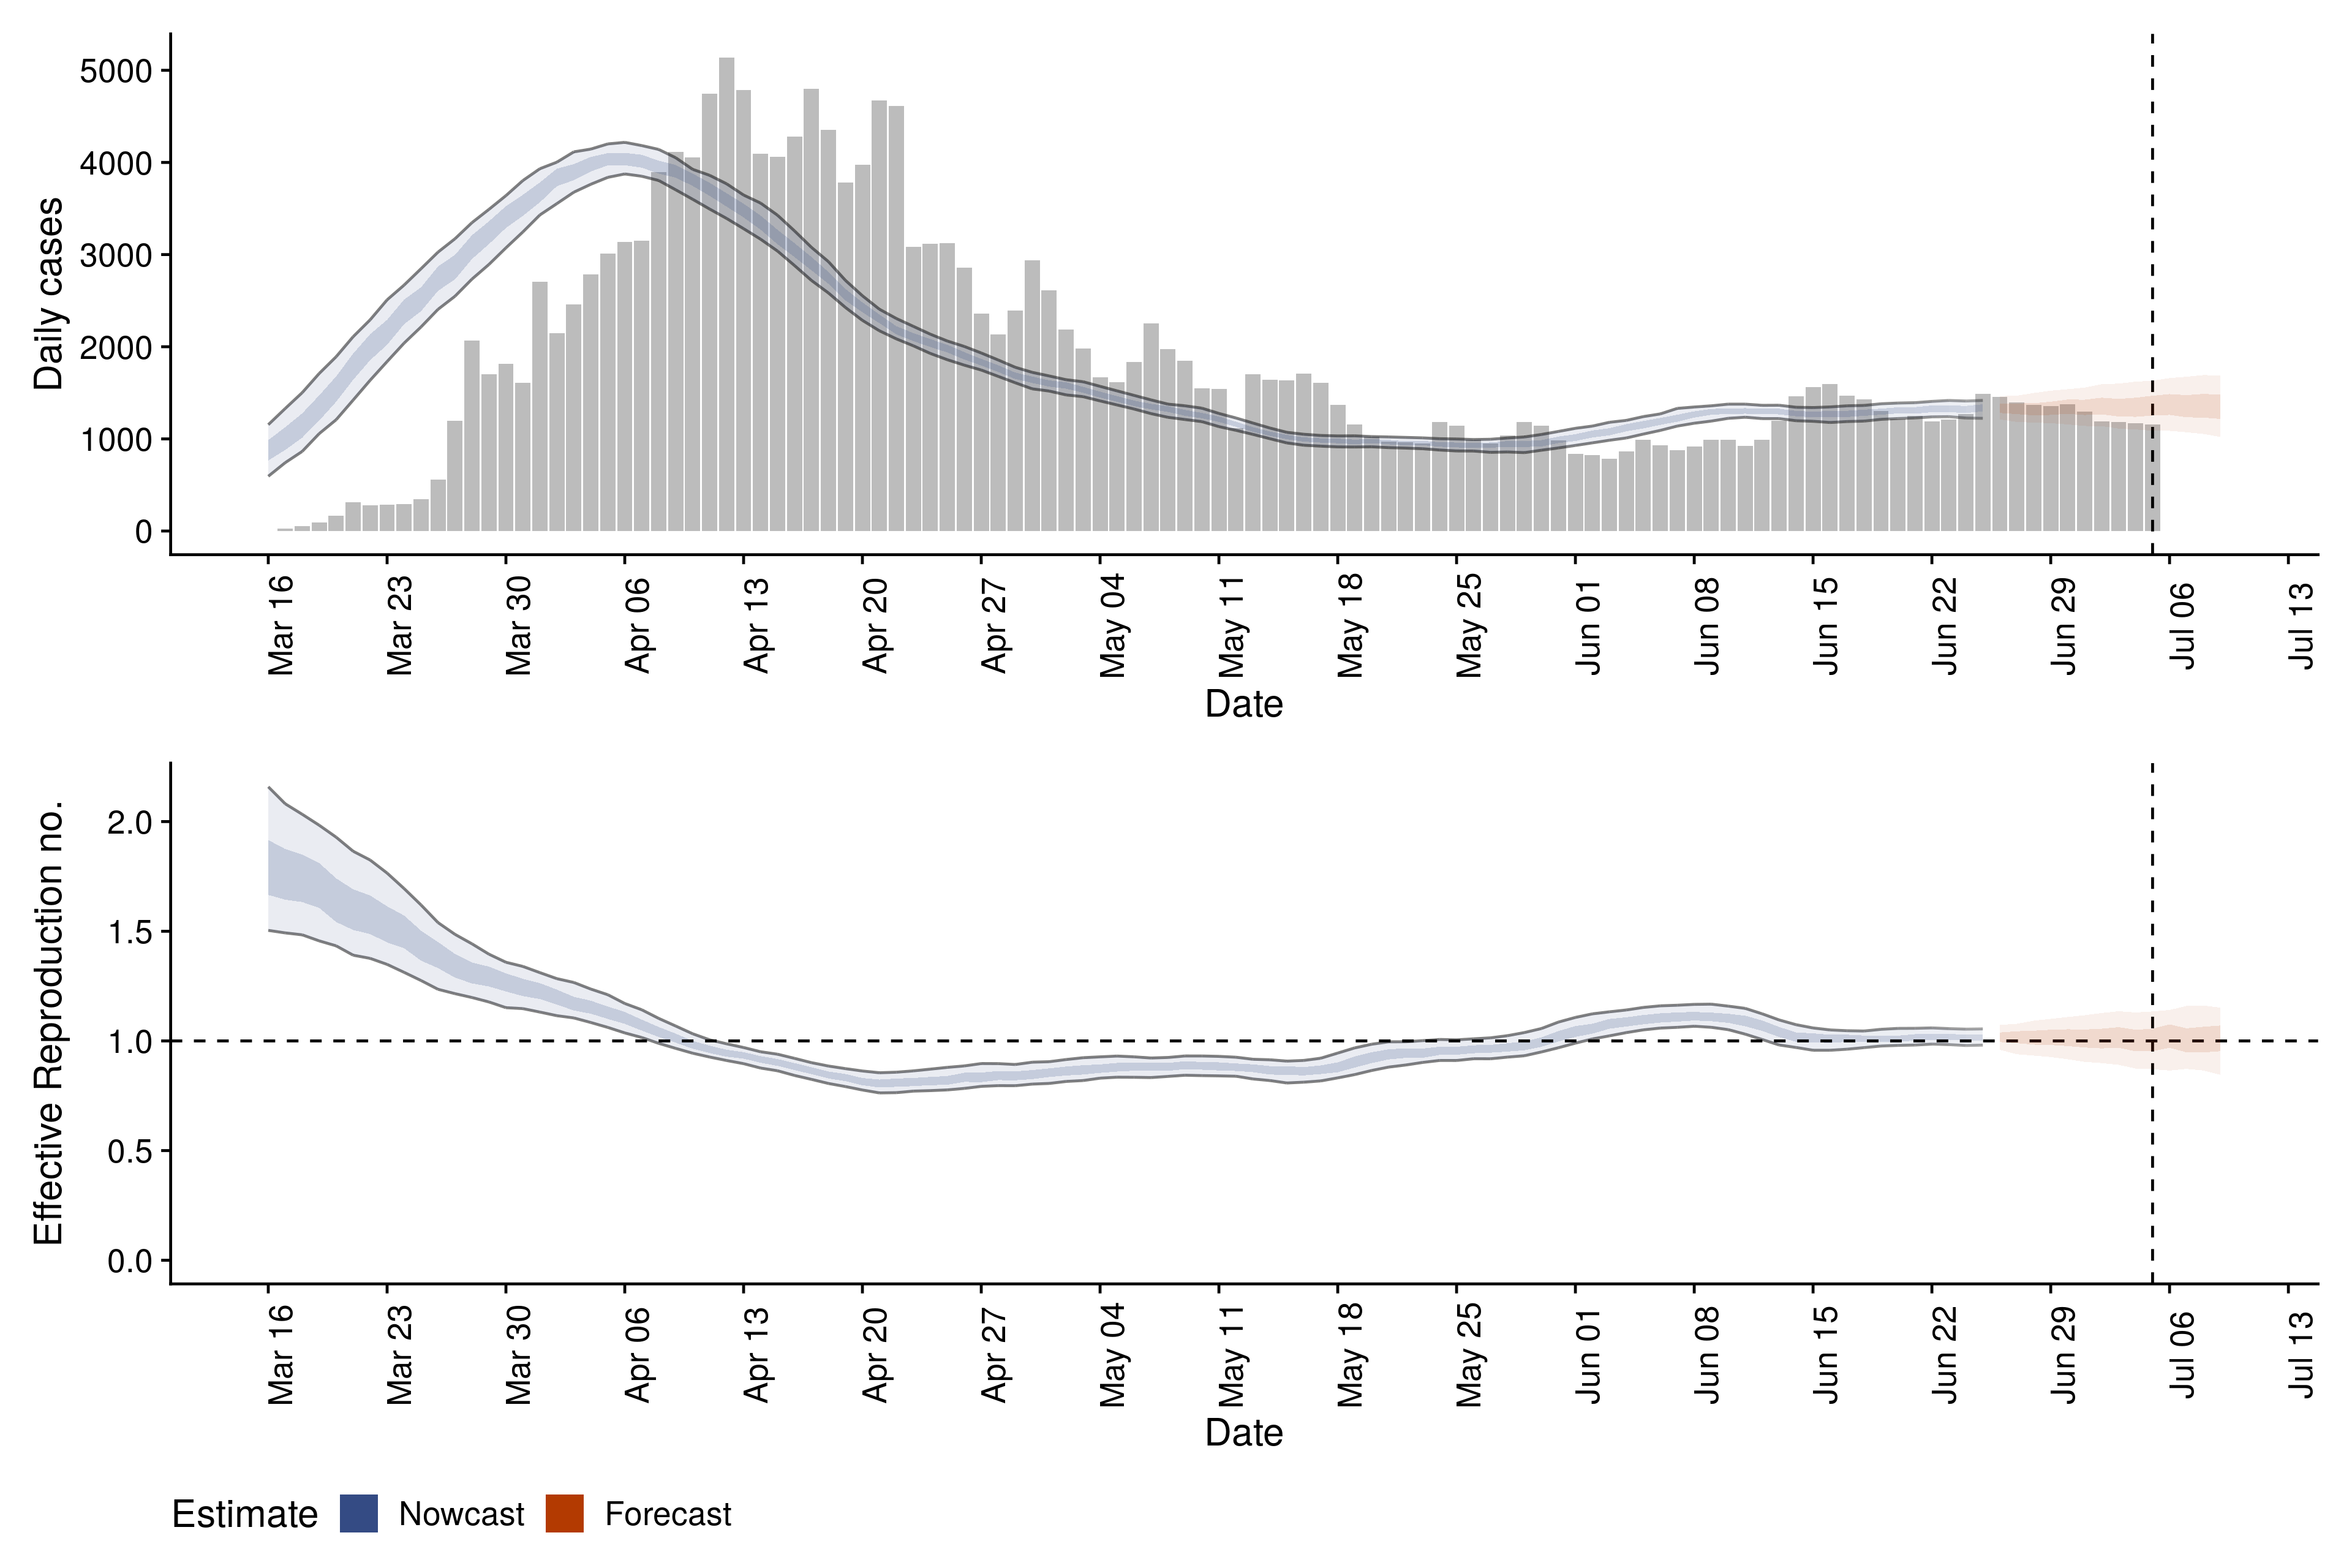 Daily cases
5000
4000
3000
2000
1000
0
Mar 16
Mar 23
Mar 30
Apr 06
Apr 13
Apr 20
Apr 27
May 04
May 11
May 18
May 25
Jun 01
Jun 08
Jun 15
Jun 22
Jun 29
Jul 06
Jul 13
Date
Effective Reproduction no.
2.0
1.5
1.0
0.5
0.0
Mar 16
Mar 23
Mar 30
Apr 06
Apr 13
Apr 20
Apr 27
May 04
May 11
May 18
May 25
Jun 01
Jun 08
Jun 15
Jun 22
Jun 29
Jul 06
Jul 13
Date
Estimate Nowcast Forecast